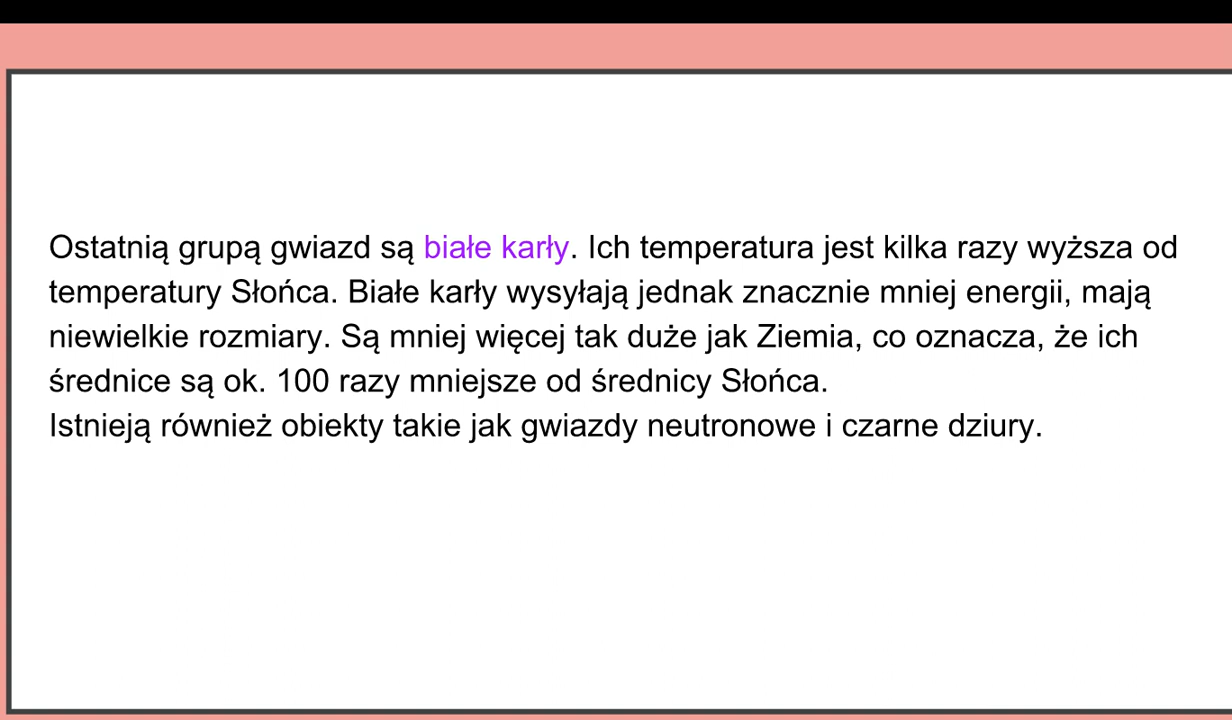 Ostatnią grupą gwiazd są białe karły. Ich temperatura jest kilka razy wyższa od
temperatury Słońca. Białe karły wysyłają jednak znacznie mniej energii, mają
niewielkie rozmiary. Są mniej więcej tak duże jak Ziemia, co oznacza, że ich
średnice są ok. 100 razy mniejsze od średnicy Słońca.
Istnieją również obiekty takie jak gwiazdy neutronowe i czarne dziury.